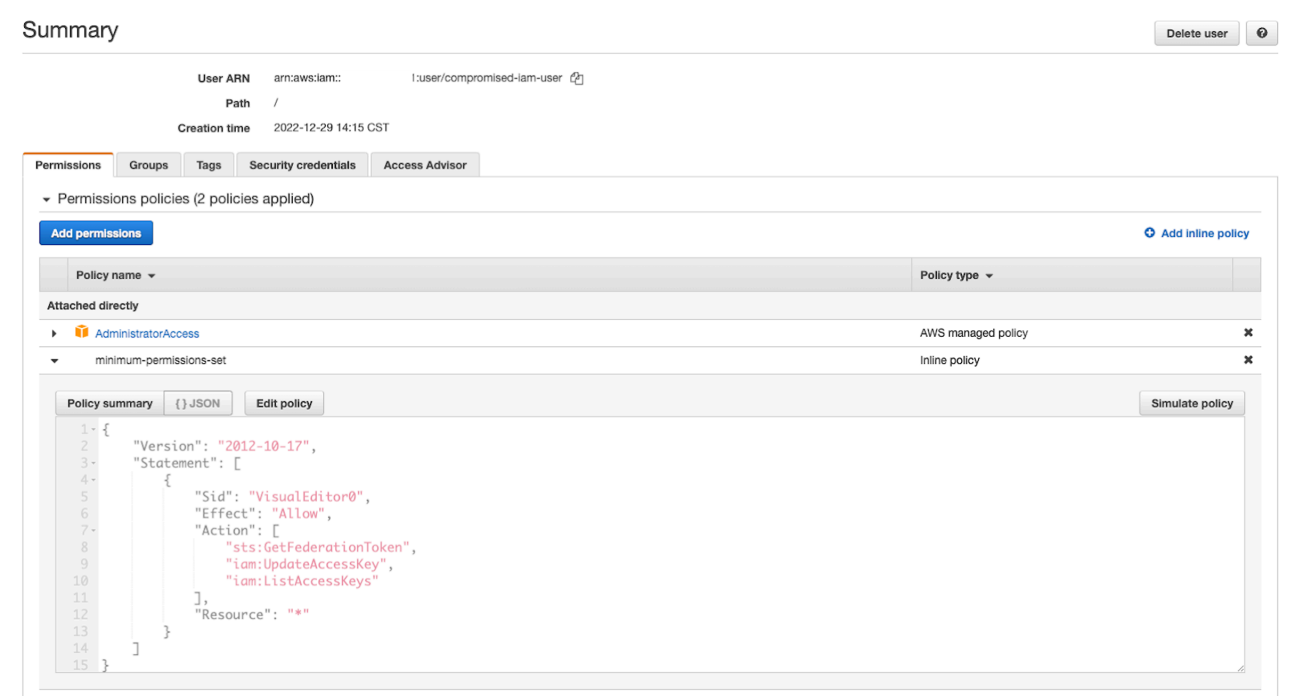 Summary
Delete user
User ARN arn:aws:iam:: !:user/compromised-iam-user
Path /
Creation time 2022-12-29 14:15 CST
Permissions Groups Tags Security credentials Access Advisor
Permissions policies (2 policies applied)
Add permissions Add inline policy
Policy name Policy type
Attached directly
AdministratorAccess AWS managed policy
minimum-permissions-set Inline policy
Policy summary { } JSON Edit policy Simulate policy
1 {
2 "Version": "2012-10-17",
3 "Statement": [
4 {
5 "Sid": "VisualEditor0",
6 "Effect": "Allow",
7 "Action": [
8 "sts:GetFederationToken",
9 "iam:UpdateAccessKey",
10 "iam:ListAccessKeys"
11 ],
12 "Resource": "*"
13 }
14 ]
15 }